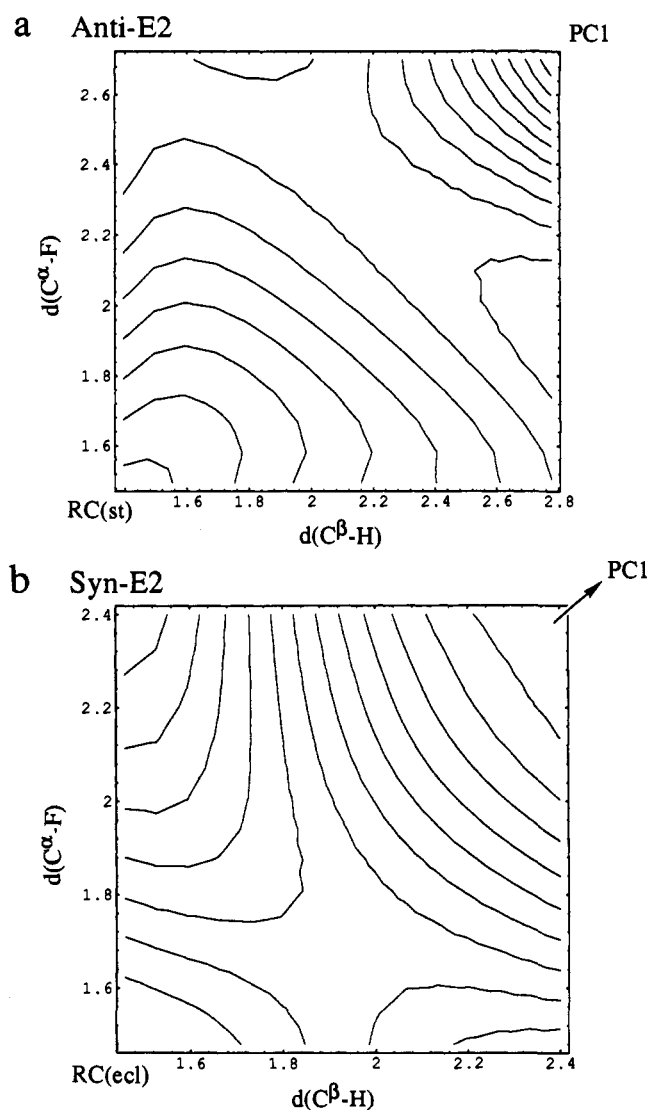 a Anti-E2
PC1
2.6
2.4
2.2
2
1.8
1.6
d(Cα-F)
RC(st)
1.6 1.8 2 2.2 2.4 2.6 2.8
d(Cβ-H)
b Syn-E2
PC1
2.4
2.2
2
1.8
1.6
d(Cα-F)
RC(ecl)
1.6 1.8 2 2.2 2.4
d(Cβ-H)